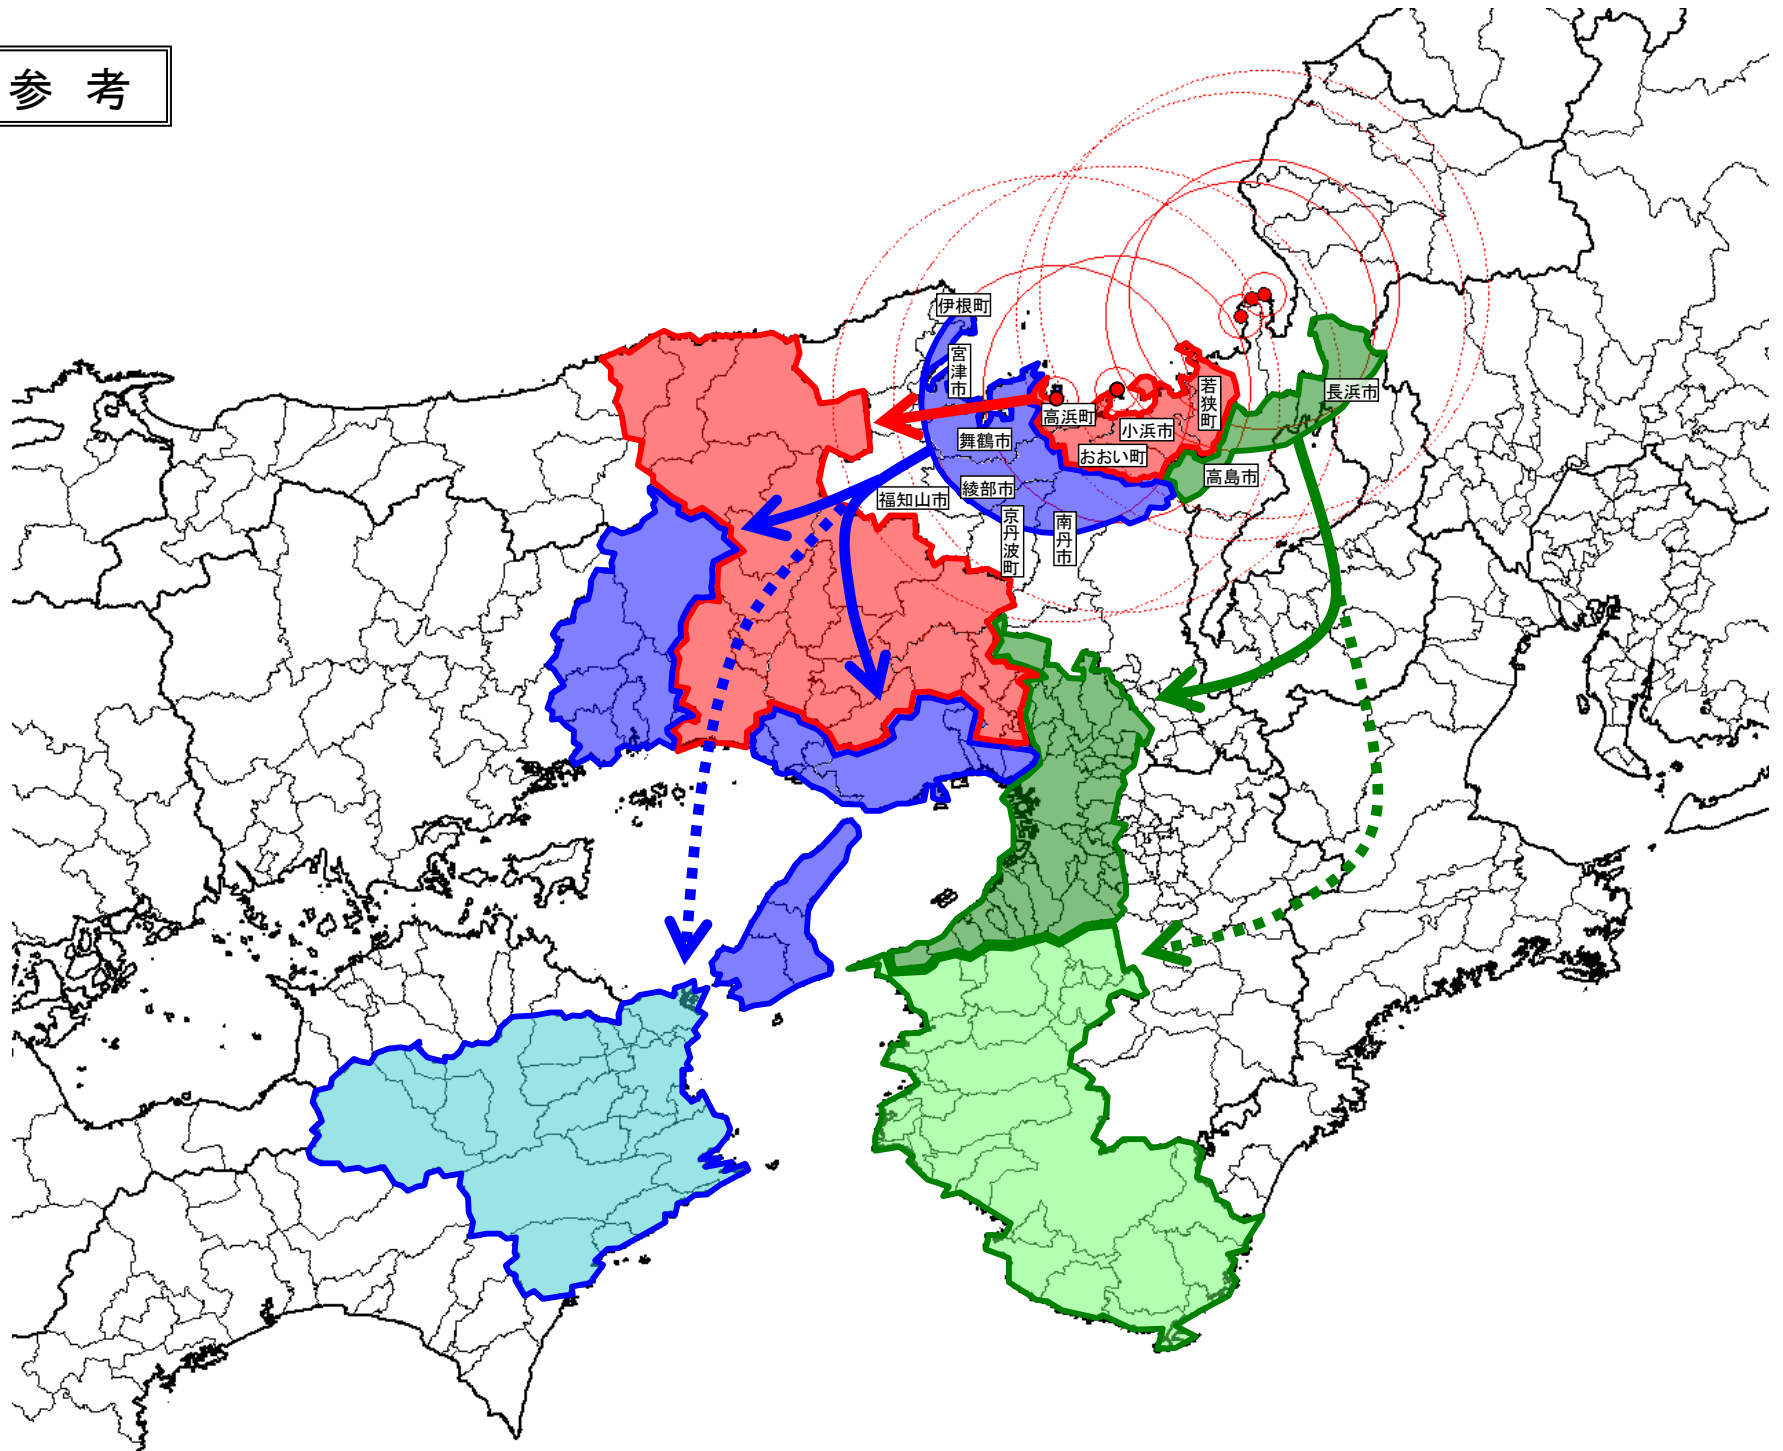 参 考
伊根町
宮津市
若狭町
長浜市
高浜町
小浜市
舞鶴市
おおい町
高島市
綾部市
福知山市
京丹波町
南丹市